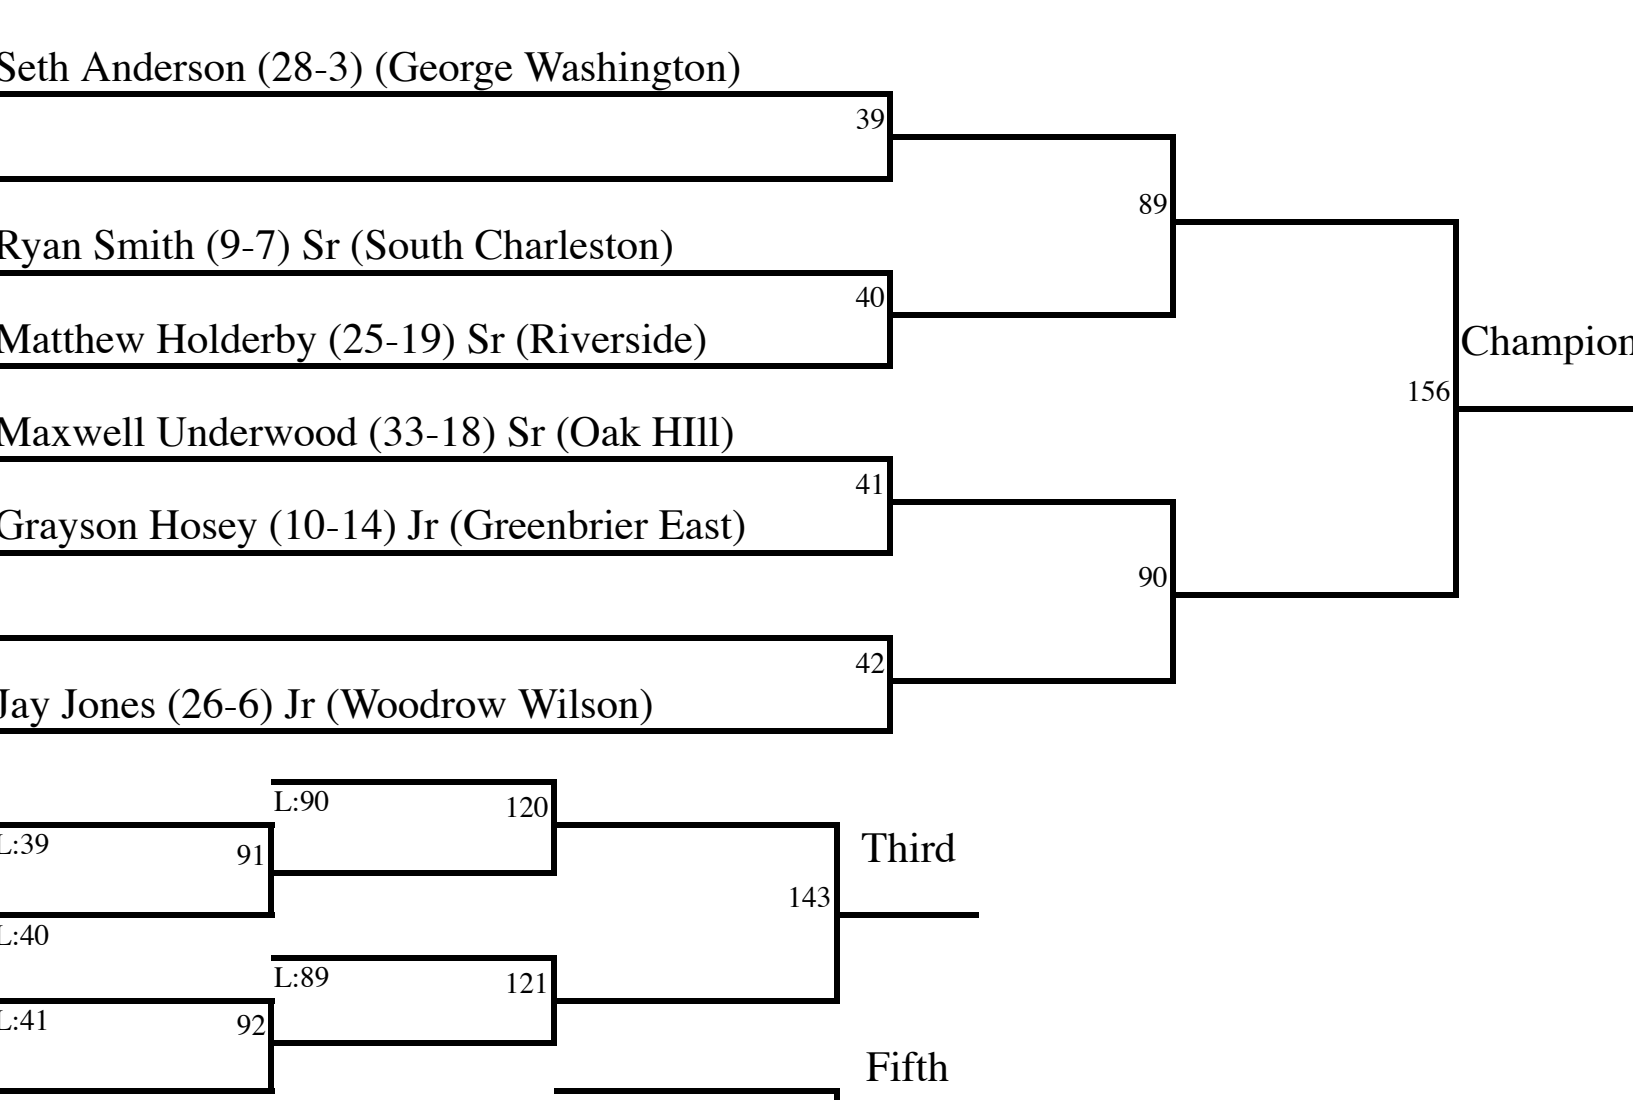 Seth Anderson (28-3) (George Washington)
39
89
Ryan Smith (9-7) Sr (South Charleston)
40
Matthew Holderby (25-19) Sr (Riverside)
Champion
156
Maxwell Underwood (33-18) Sr (Oak HIll)
41
Grayson Hosey (10-14) Jr (Greenbrier East)
90
42
Jay Jones (26-6) Jr (Woodrow Wilson)
L:90
120
L:39
91
Third
143
L:40
L:89
121
L:41
92
Fifth